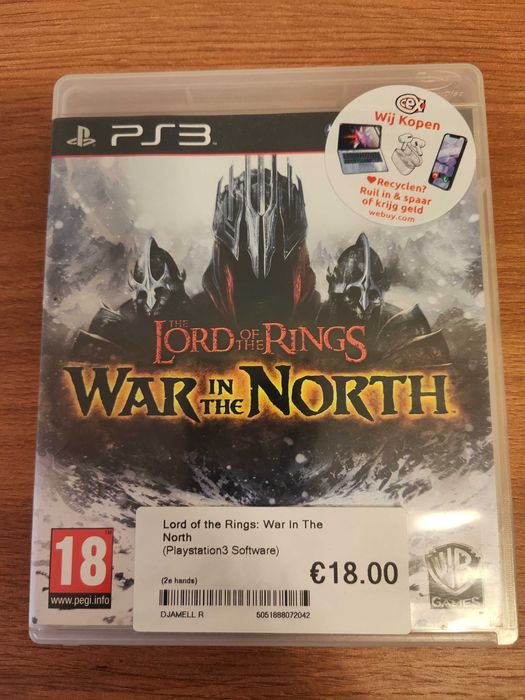 PS3
cex
Wij Kopen
Recyclen?
Ruil in & spaar
of krijg geld
webuy.com
THE
LORD OF THE RINGS
WAR IN THE NORTH™
18
www.pegi.info
Lord of the Rings: War In The
North
(Playstation3 Software)
(2e hands)
€18.00
DJAMELL R
5051888072042
WB
GAMES